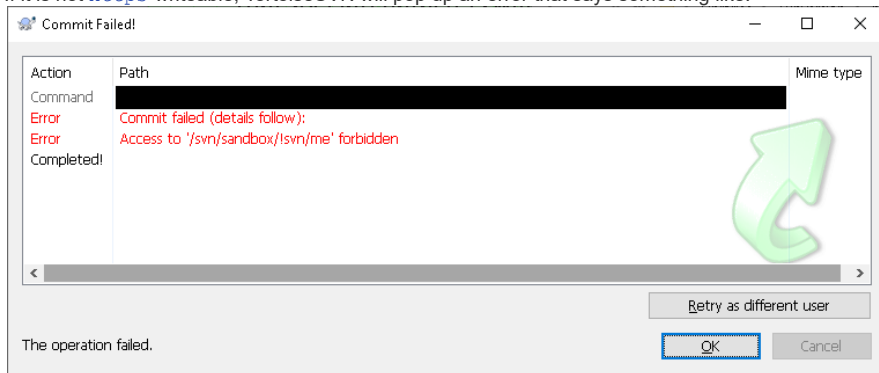 Commit Failed!
Action Path Mime type
Command
Error Commit failed (details follow):
Error Access to '/svn/sandbox/!svn/me' forbidden
Completed!
Retry as different user
The operation failed.
OK Cancel